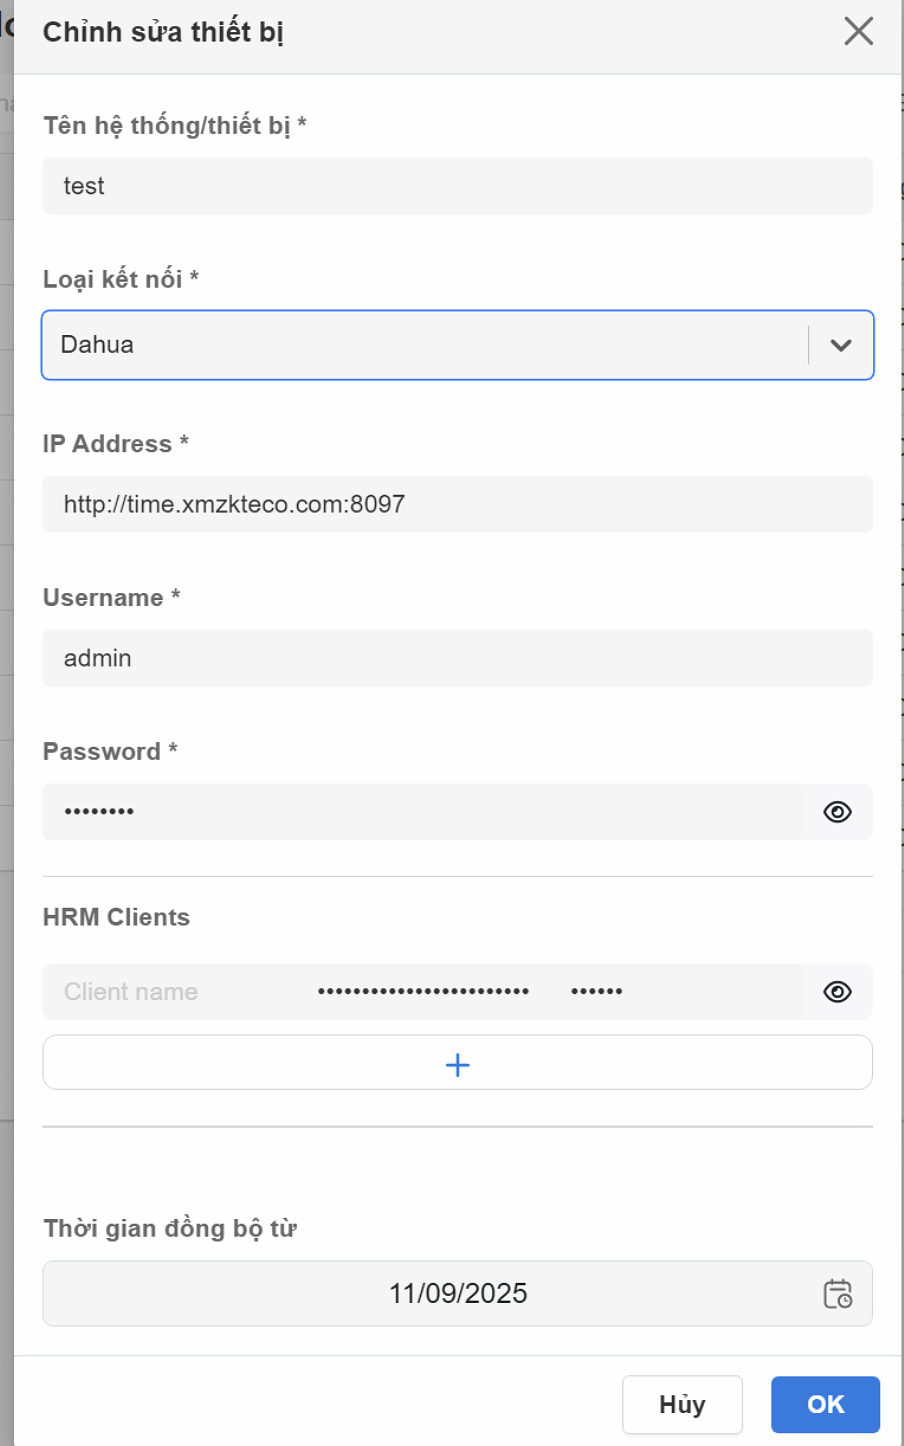 Chỉnh sửa thiết bị
Tên hệ thống/thiết bị *
test
Loại kết nối *
Dahua
IP Address *
http://time.xmzkteco.com:8097
Username *
admin
Password *
••••••••
HRM Clients
Client name •••••••••••••••••••••••• ••••••
+
Thời gian đồng bộ từ
11/09/2025
Hủy OK